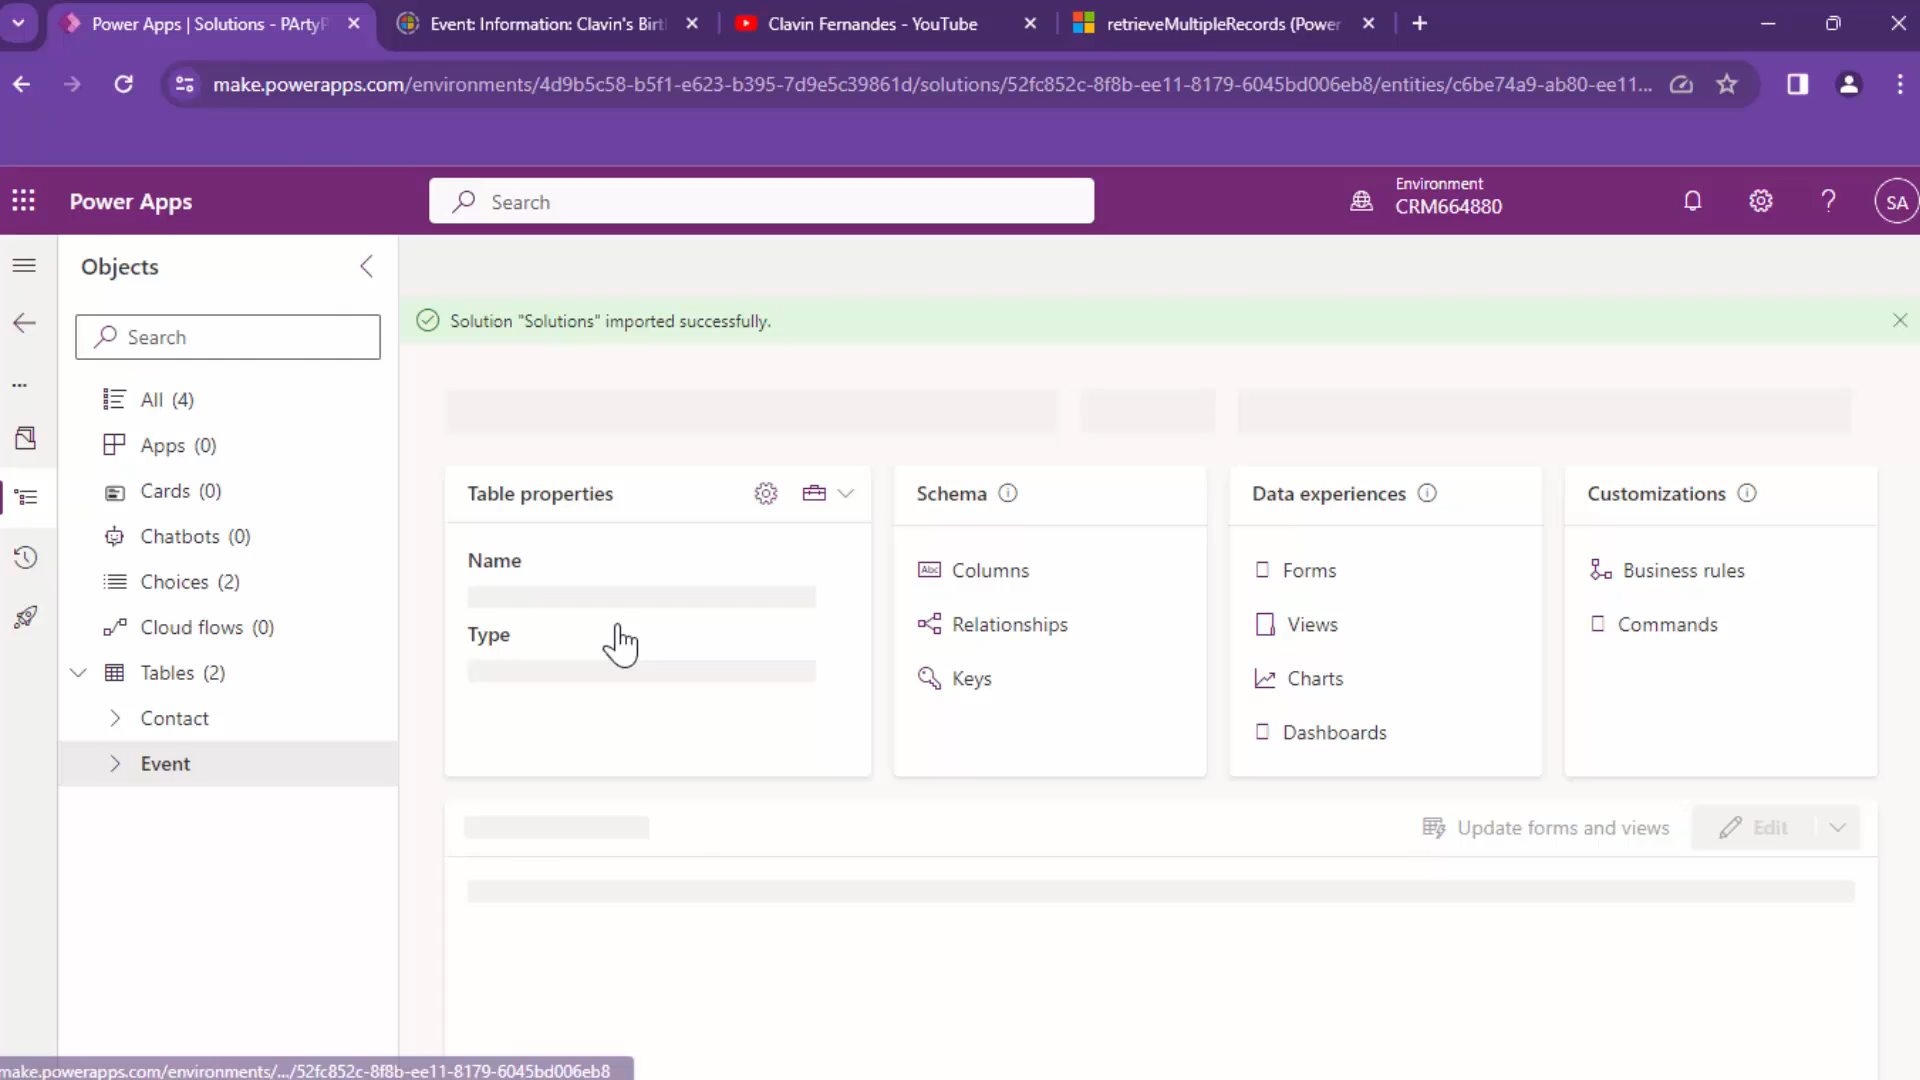 Power Apps | Solutions - PArtyP
Event: Information: Clavin's Birt
Clavin Fernandes - YouTube
retrieveMultipleRecords (Power
make.powerapps.com/environments/4d9b5c58-b5f1-e623-b395-7d9e5c39861d/solutions/52fc852c-8f8b-ee11-8179-6045bd006eb8/entities/c6be74a9-ab80-ee11...
Power Apps
Search
Environment
CRM664880
?
SA
Objects
Search
All (4)
Apps (0)
Cards (0)
Chatbots (0)
Choices (2)
Cloud flows (0)
Tables (2)
Contact
Event
Solution "Solutions" imported successfully.
Table properties
Name
Type
Schema
Abc Columns
Relationships
Keys
Data experiences
Forms
Views
Charts
Dashboards
Customizations
Business rules
Commands
Update forms and views
Edit
make.powerapps.com/environments/.../52fc852c-8f8b-ee11-8179-6045bd006eb8